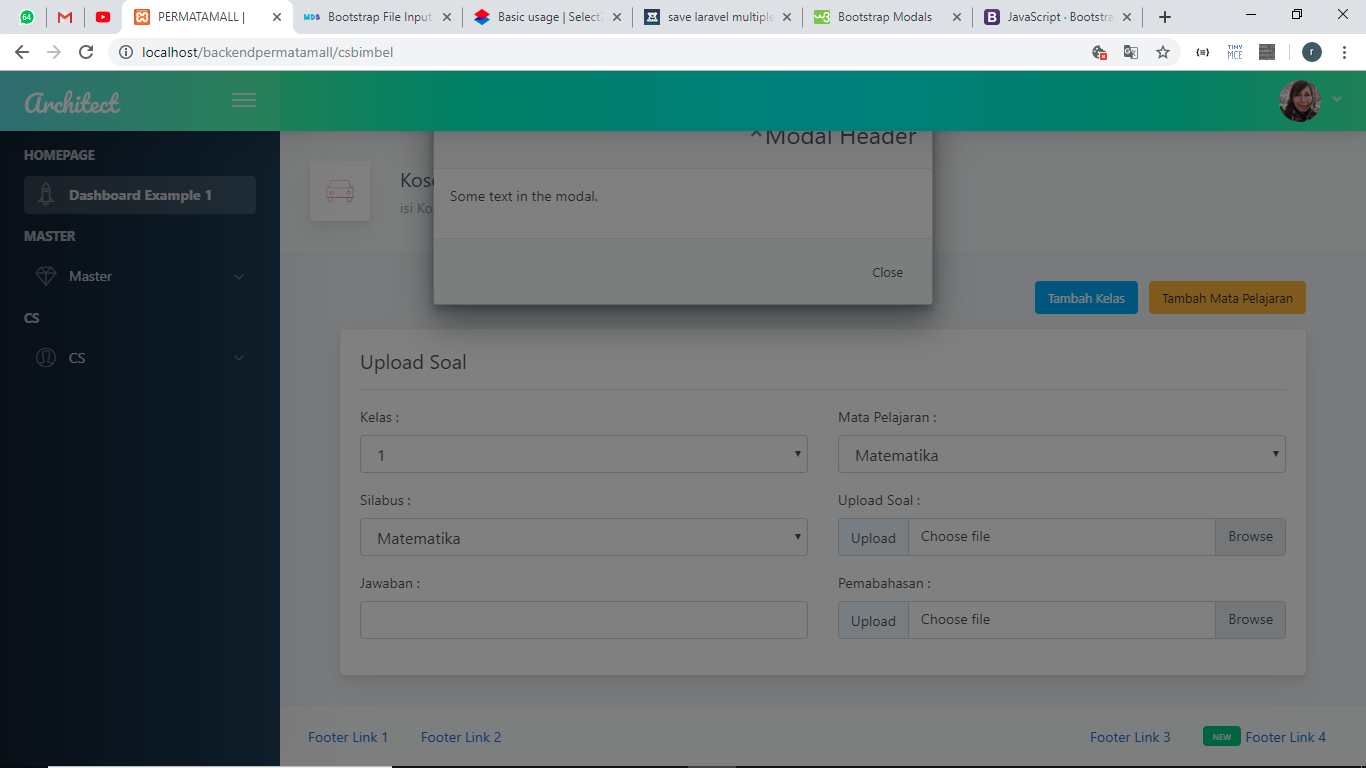 64
PERMATAMALL |
Bootstrap File Input
Basic usage | Select2
save laravel multiple
Bootstrap Modals
JavaScript · Bootstra
localhost/backendpermatamall/csbimbel
TINY
MCE
r
Architect
HOMEPAGE
Dashboard Example 1
MASTER
Master
CS
CS
Modal Header
Kos
isi Ko
Some text in the modal.
Close
Tambah Kelas
Tambah Mata Pelajaran
Upload Soal
Kelas :
Mata Pelajaran :
1
Matematika
Silabus :
Upload Soal :
Matematika
Upload
Choose file
Browse
Jawaban :
Pemabahasan :
Upload
Choose file
Browse
Footer Link 1
Footer Link 2
Footer Link 3
NEW
Footer Link 4